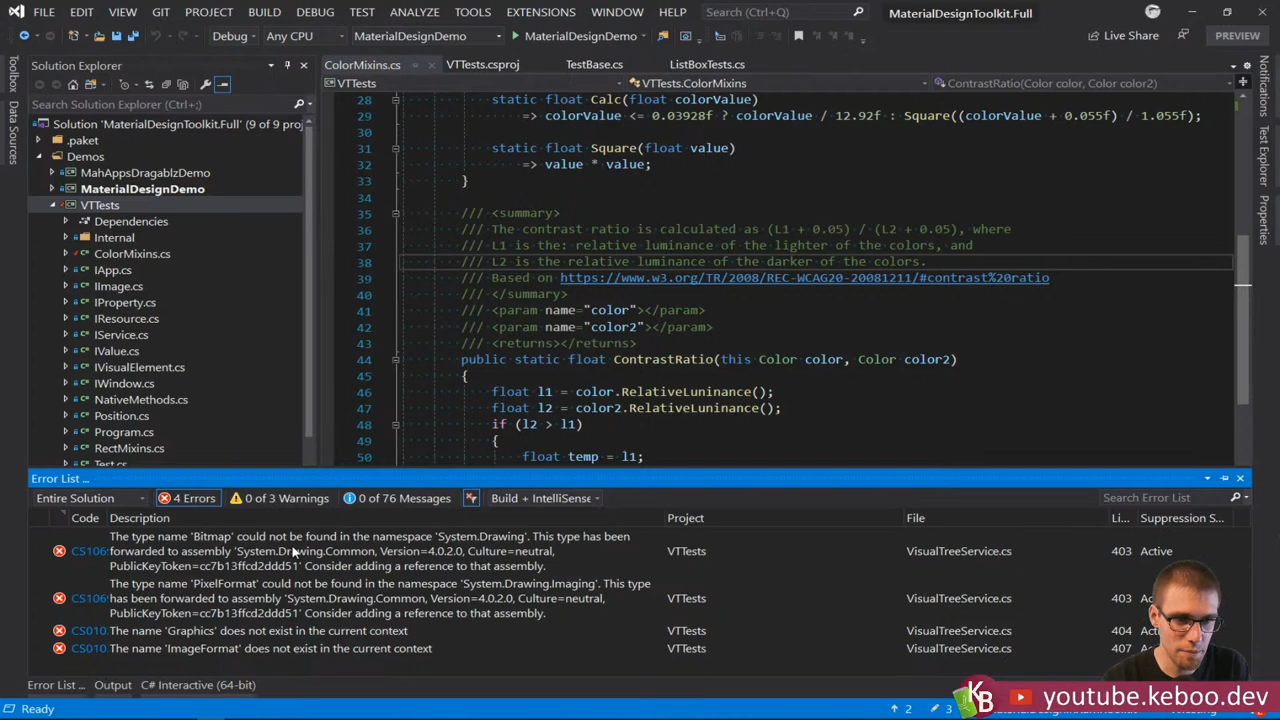 FILE EDIT VIEW GIT PROJECT BUILD DEBUG TEST ANALYZE TOOLS EXTENSIONS WINDOW HELP Search (Ctrl+Q) MaterialDesignToolkit.Full
Debug Any CPU MaterialDesignDemo MaterialDesignDemo Live Share PREVIEW
Toolbox
Data Sources
Solution Explorer
Search Solution Explorer (Ctrl+;)
Solution 'MaterialDesignToolkit.Full' (9 of 9 proj
.paket
Demos
MahAppsDragablzDemo
MaterialDesignDemo
VTTests
Dependencies
Internal
ColorMixins.cs
IApp.cs
IImage.cs
IProperty.cs
IResource.cs
IService.cs
IValue.cs
IVisualElement.cs
IWindow.cs
NativeMethods.cs
Position.cs
Program.cs
RectMixins.cs
Test.cs
ColorMixins.cs VTTests.csproj TestBase.cs ListBoxTests.cs
VTTests VTTests.ColorMixins ContrastRatio(Color color, Color color2)
28 static float Calc(float colorValue)
29 => colorValue <= 0.03928f ? colorValue / 12.92f : Square((colorValue + 0.055f) / 1.055f);
30
31 static float Square(float value)
32 => value * value;
33 }
34
35 /// <summary>
36 /// The contrast ratio is calculated as (L1 + 0.05) / (L2 + 0.05), where
37 /// L1 is the: relative luminance of the lighter of the colors, and
38 /// L2 is the relative luminance of the darker of the colors.
39 /// Based on https://www.w3.org/TR/2008/REC-WCAG20-20081211/#contrast%20ratio
40 /// </summary>
41 /// <param name="color"></param>
42 /// <param name="color2"></param>
43 /// <returns></returns>
44 public static float ContrastRatio(this Color color, Color color2)
45 {
46 float l1 = color.RelativeLuninance();
47 float l2 = color2.RelativeLuninance();
48 if (l2 > l1)
49 {
50 float temp = l1;
Notifications
Test Explorer
Properties
Error List ...
Entire Solution 4 Errors 0 of 3 Warnings 0 of 76 Messages Build + IntelliSense Search Error List
Code Description Project File Li... Suppression S...
The type name 'Bitmap' could not be found in the namespace 'System.Drawing'. This type has been
CS106 forwarded to assembly 'System.Drawing.Common, Version=4.0.2.0, Culture=neutral, VTTests VisualTreeService.cs 403 Active
PublicKeyToken=cc7b13ffcd2ddd51' Consider adding a reference to that assembly.
The type name 'PixelFormat' could not be found in the namespace 'System.Drawing.Imaging'. This type
CS106 has been forwarded to assembly 'System.Drawing.Common, Version=4.0.2.0, Culture=neutral, VTTests VisualTreeService.cs 403 Active
PublicKeyToken=cc7b13ffcd2ddd51' Consider adding a reference to that assembly.
CS010 The name 'Graphics' does not exist in the current context VTTests VisualTreeService.cs 404
CS010 The name 'ImageFormat' does not exist in the current context VTTests VisualTreeService.cs 407
Error List ... Output C# Interactive (64-bit)
Ready 2 3
KB youtube.keboo.dev